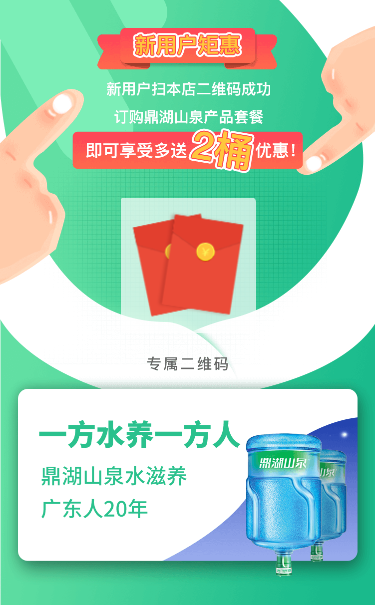 新用户矩惠
新用户扫本店二维码成功
订购鼎湖山泉产品套餐
即可享受多送2桶优惠!
¥
专属二维码
一方水养一方人
鼎湖山泉水滋养
广东人20年
鼎湖山泉